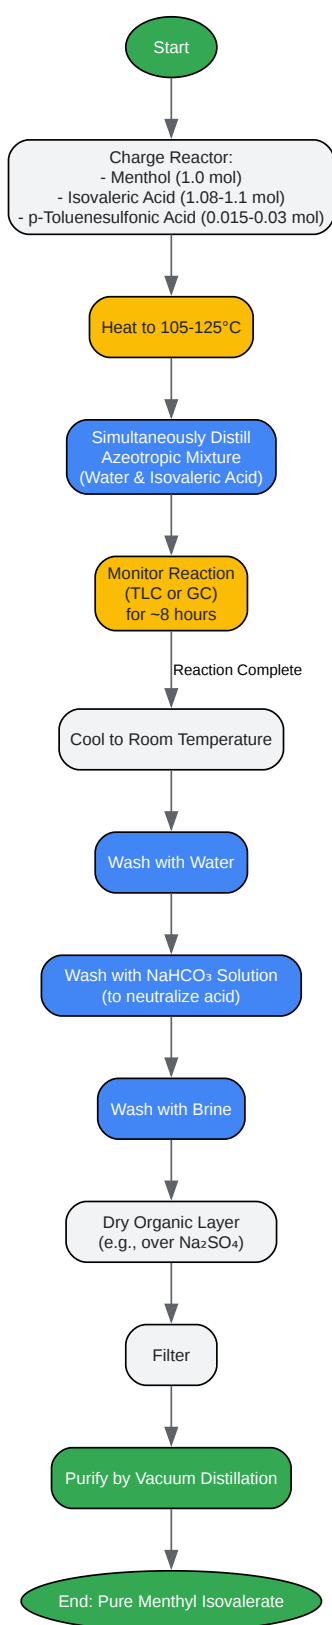 Start
Charge Reactor:
- Menthol (1.0 mol)
- Isovaleric Acid (1.08-1.1 mol)
- p-Toluenesulfonic Acid (0.015-0.03 mol)
Heat to 105-125°C
Simultaneously Distill
Azeotropic Mixture
(Water & Isovaleric Acid)
Monitor Reaction
(TLC or GC)
for ~8 hours
Reaction Complete
Cool to Room Temperature
Wash with Water
Wash with NaHCO₃ Solution
(to neutralize acid)
Wash with Brine
Dry Organic Layer
(e.g., over Na₂SO₄)
Filter
Purify by Vacuum Distillation
End: Pure Menthyl Isovalerate